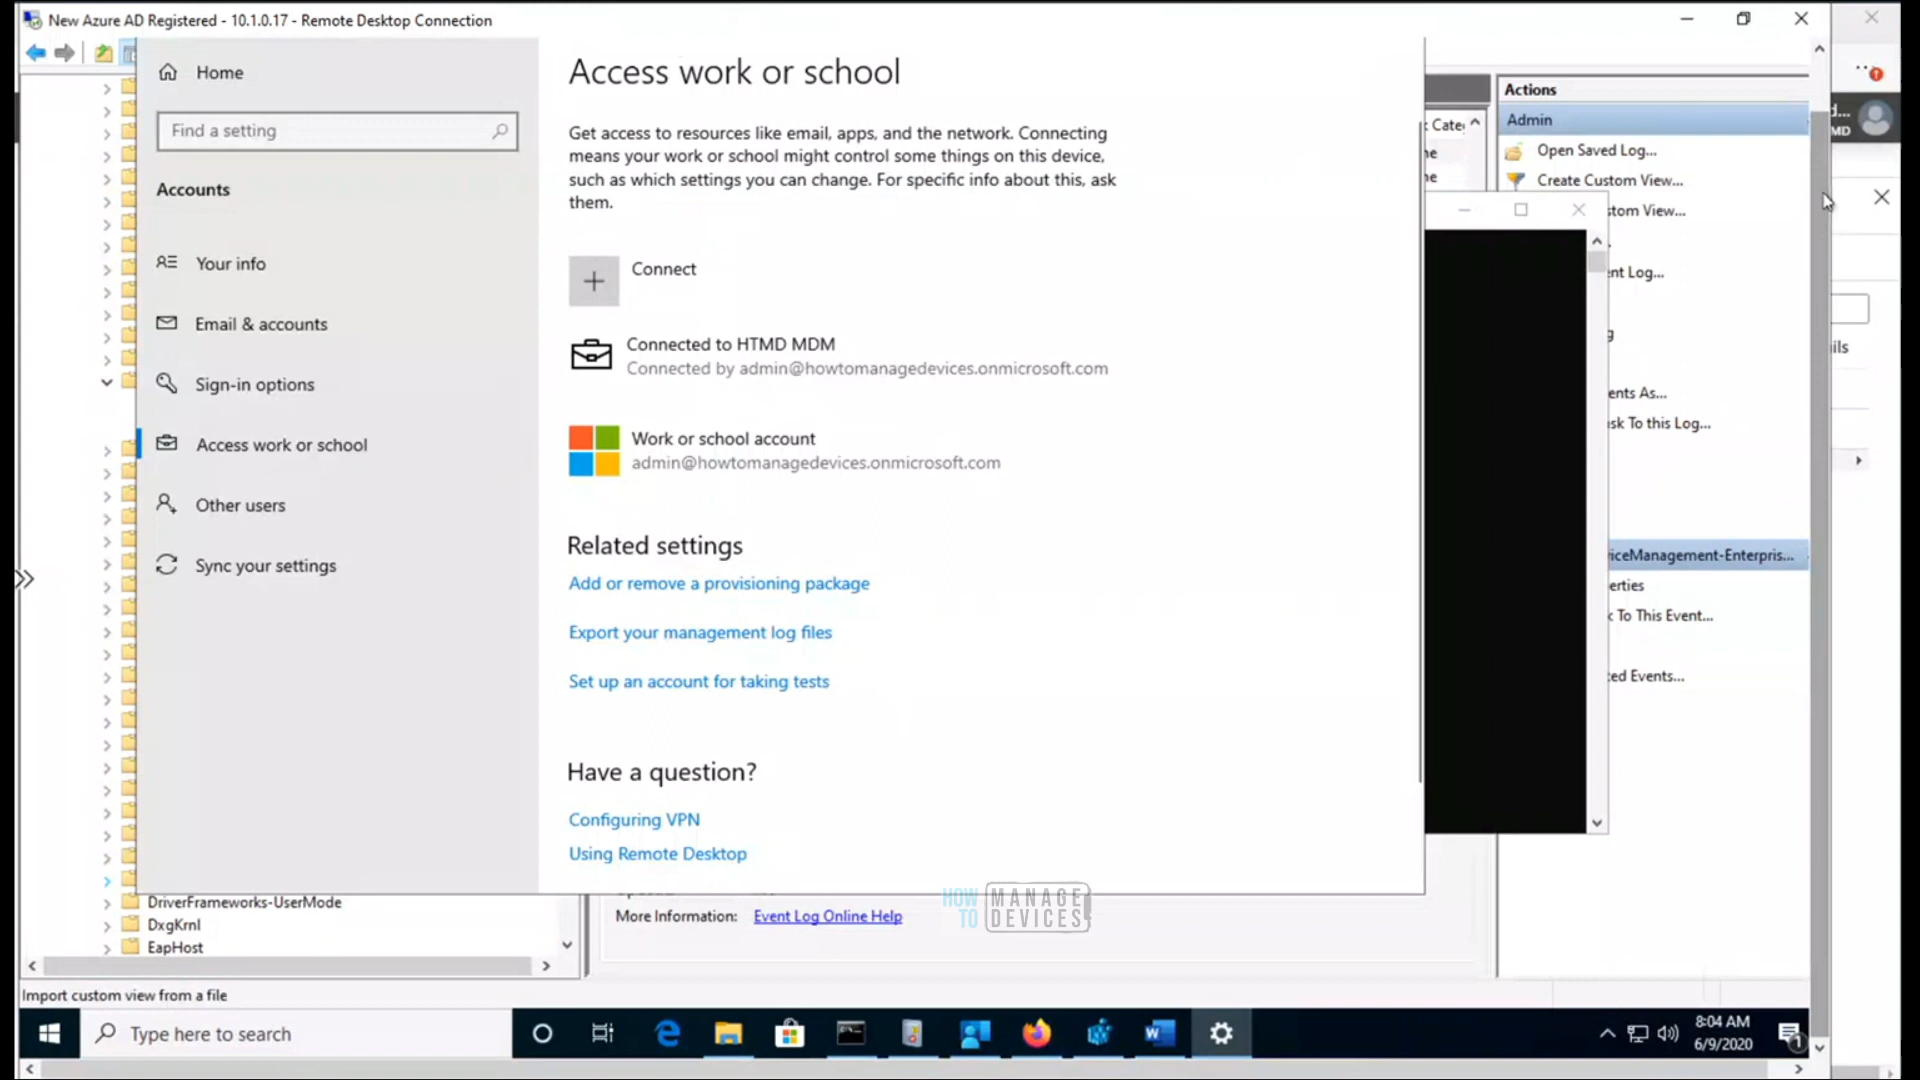 New Azure AD Registered - 10.1.0.17 - Remote Desktop Connection
Home
Find a setting
Accounts
Your info
Email & accounts
Sign-in options
Access work or school
Other users
Sync your settings
Access work or school
Get access to resources like email, apps, and the network. Connecting
means your work or school might control some things on this device,
such as which settings you can change. For specific info about this, ask
them.
Connect
Connected to HTMD MDM
Connected by admin@howtomanagedevices.onmicrosoft.com
Work or school account
admin@howtomanagedevices.onmicrosoft.com
Related settings
Add or remove a provisioning package
Export your management log files
Set up an account for taking tests
Have a question?
Configuring VPN
Using Remote Desktop
Actions
Admin
Open Saved Log...
Create Custom View...
tom View...
nt Log...
ents As...
sk To this Log...
iceManagement-Enterpris...
erties
To This Event...
ed Events...
MD
ils
DriverFrameworks-UserMode
DxgKrnl
EapHost
More Information: Event Log Online Help
HOW TO MANAGE DEVICES
Import custom view from a file
Type here to search
8:04 AM
6/9/2020
1